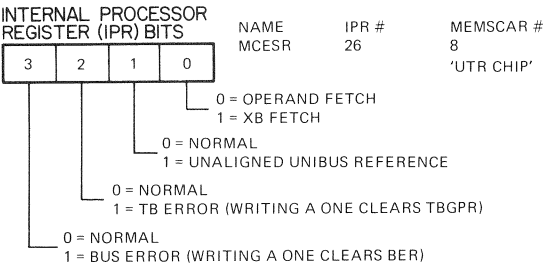 INTERNAL PROCESSOR
REGISTER (IPR) BITS
NAME IPR # MEMSCAR #
MCESR 26 8
'UTR CHIP'
3 2 1 0
0 = OPERAND FETCH
1 = XB FETCH
0 = NORMAL
1 = UNALIGNED UNIBUS REFERENCE
0 = NORMAL
1 = TB ERROR (WRITING A ONE CLEARS TBGPR)
0 = NORMAL
1 = BUS ERROR (WRITING A ONE CLEARS BER)